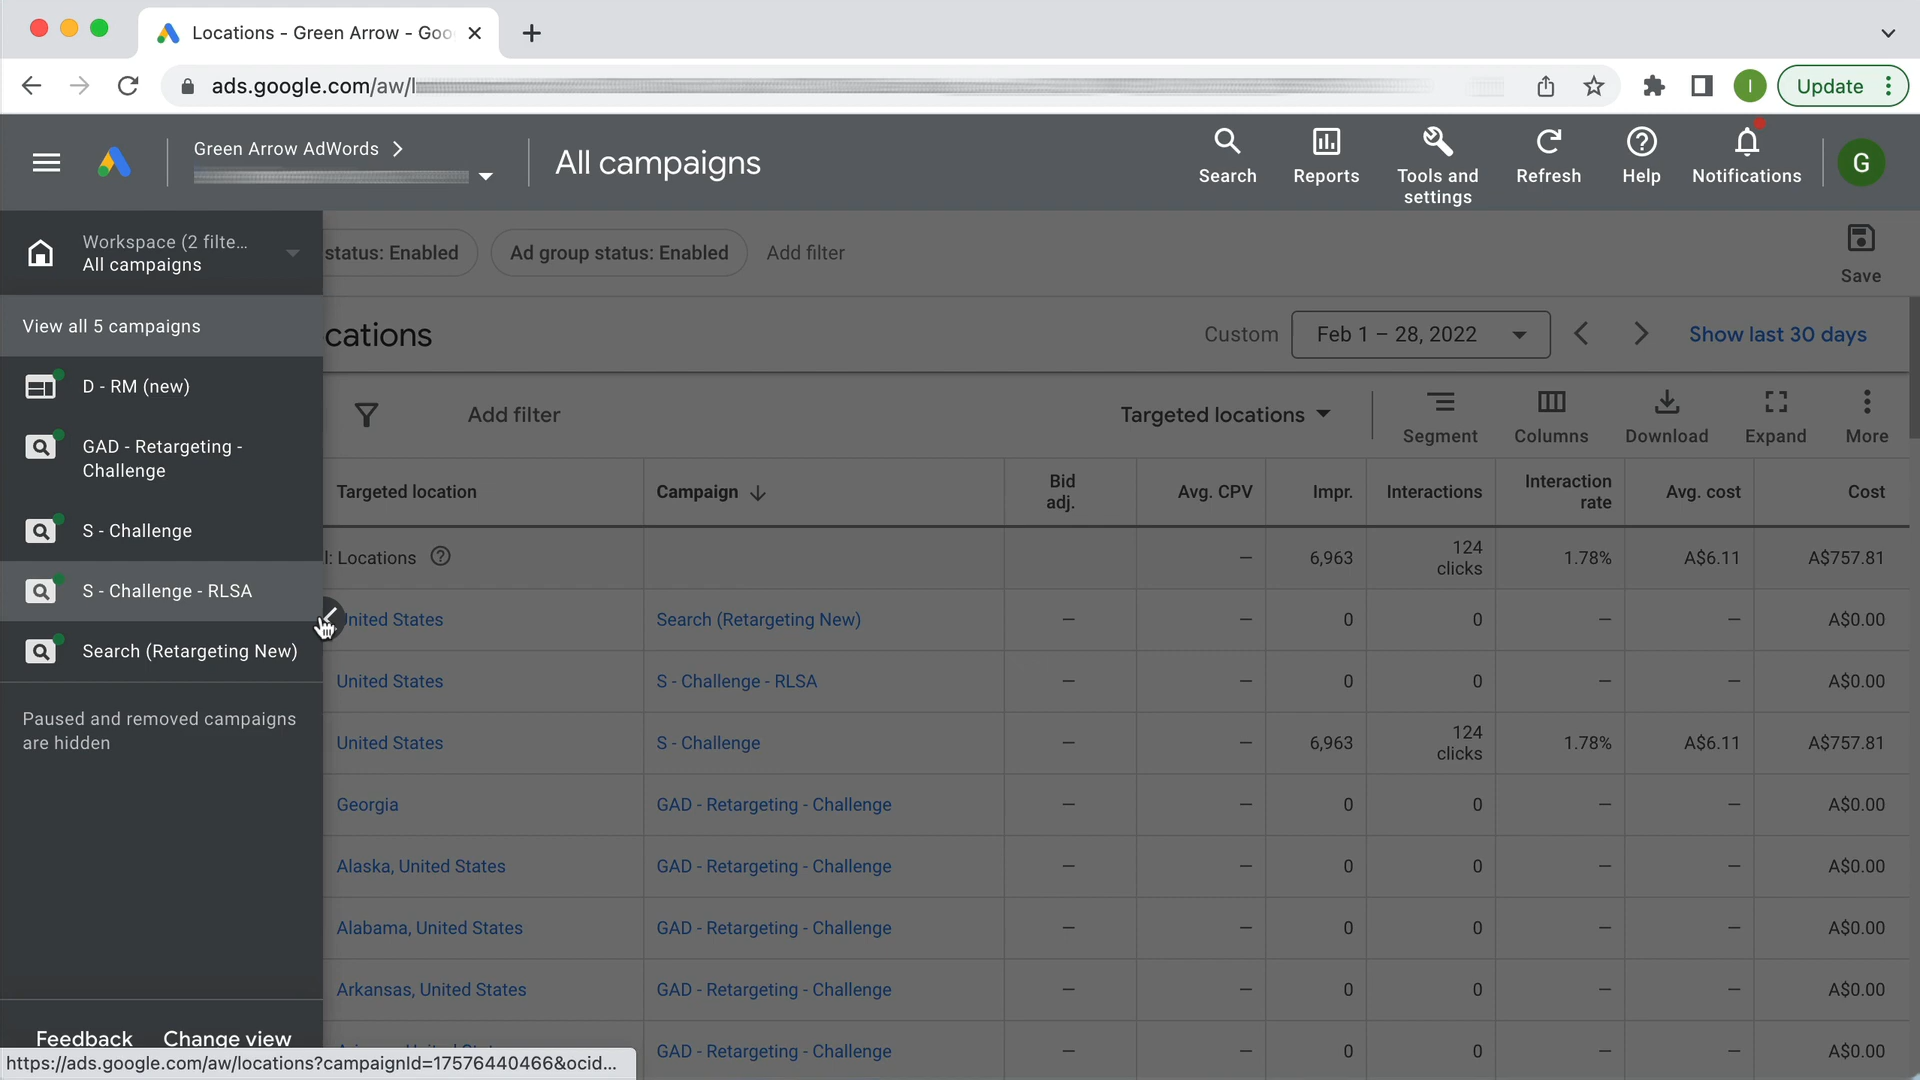 Locations - Green Arrow - Goo
ads.google.com/aw/l
I
Update
Green Arrow AdWords
All campaigns
Search
Reports
Tools and
settings
Refresh
Help
Notifications
G
Workspace (2 filte...
All campaigns
status: Enabled
Ad group status: Enabled
Add filter
Save
View all 5 campaigns
cations
Custom
Feb 1 – 28, 2022
Show last 30 days
D - RM (new)
GAD - Retargeting -
Challenge
S - Challenge
S - Challenge - RLSA
Search (Retargeting New)
Paused and removed campaigns
are hidden
Add filter
Targeted locations
Segment
Columns
Download
Expand
More
Targeted location Campaign Bid adj. Avg. CPV Impr. Interactions Interaction rate Avg. cost Cost
l: Locations — 6,963 124 clicks 1.78% A$6.11 A$757.81
United States Search (Retargeting New) — — 0 0 — — A$0.00
United States S - Challenge - RLSA — — 0 0 — — A$0.00
United States S - Challenge — — 6,963 124 clicks 1.78% A$6.11 A$757.81
Georgia GAD - Retargeting - Challenge — — 0 0 — — A$0.00
Alaska, United States GAD - Retargeting - Challenge — — 0 0 — — A$0.00
Alabama, United States GAD - Retargeting - Challenge — — 0 0 — — A$0.00
Arkansas, United States GAD - Retargeting - Challenge — — 0 0 — — A$0.00
GAD - Retargeting - Challenge — — 0 0 — — A$0.00
Feedback
Change view
https://ads.google.com/aw/locations?campaignId=17576440466&ocid...